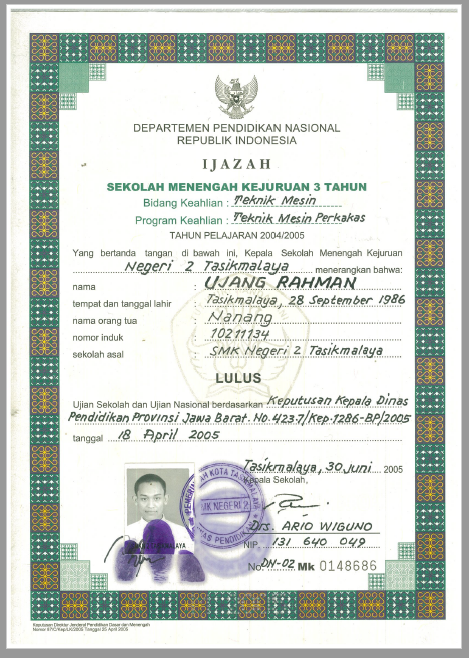 DEPARTEMEN PENDIDIKAN NASIONAL
REPUBLIK INDONESIA
IJAZAH
SEKOLAH MENENGAH KEJURUAN 3 TAHUN
Bidang Keahlian : Teknik Mesin
Program Keahlian : Teknik Mesin Perkakas
TAHUN PELAJARAN 2004/2005
Yang bertanda tangan di bawah ini, Kepala Sekolah Menengah Kejuruan
Negeri 2 Tasikmalaya menerangkan bahwa:
nama : UJANG RAHMAN
tempat dan tanggal lahir : Tasikmalaya, 28 September 1986
nama orang tua : Nanang
nomor induk : 10211134
sekolah asal : SMK Negeri 2 Tasikmalaya
LULUS
Ujian Sekolah dan Ujian Nasional berdasarkan Keputusan Kepala Dinas
Pendidikan Provinsi Jawa Barat. No. 423.7/Kep.1286-BP/2005
tanggal 18 April 2005
Tasikmalaya, 30 Juni 2005
Kepala Sekolah,
Drs. ARIO WIGUNO
NIP. 131 640 049
No. DN-02 Mk 0148686
PEMERINTAH KOTA
SMK NEGERI 2
DINAS PENDIDIKAN
Keputusan Direktur Jenderal Pendidikan Dasar dan Menengah
Nomor 67/C/Kep/LK/2005 Tanggal 25 April 2005